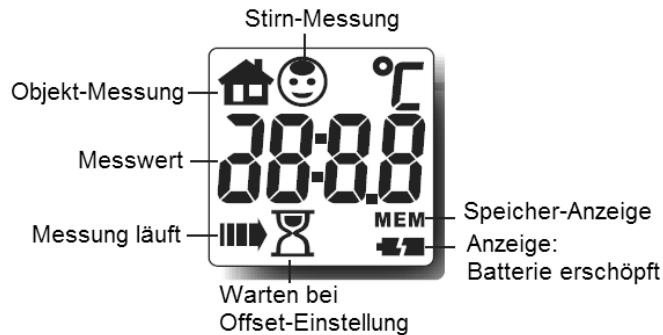 Stirn-Messung
Objekt-Messung
°C
Messwert
88:8.8
Messung läuft
MEM
Speicher-Anzeige
Anzeige:
Batterie erschöpft
Warten bei
Offset-Einstellung